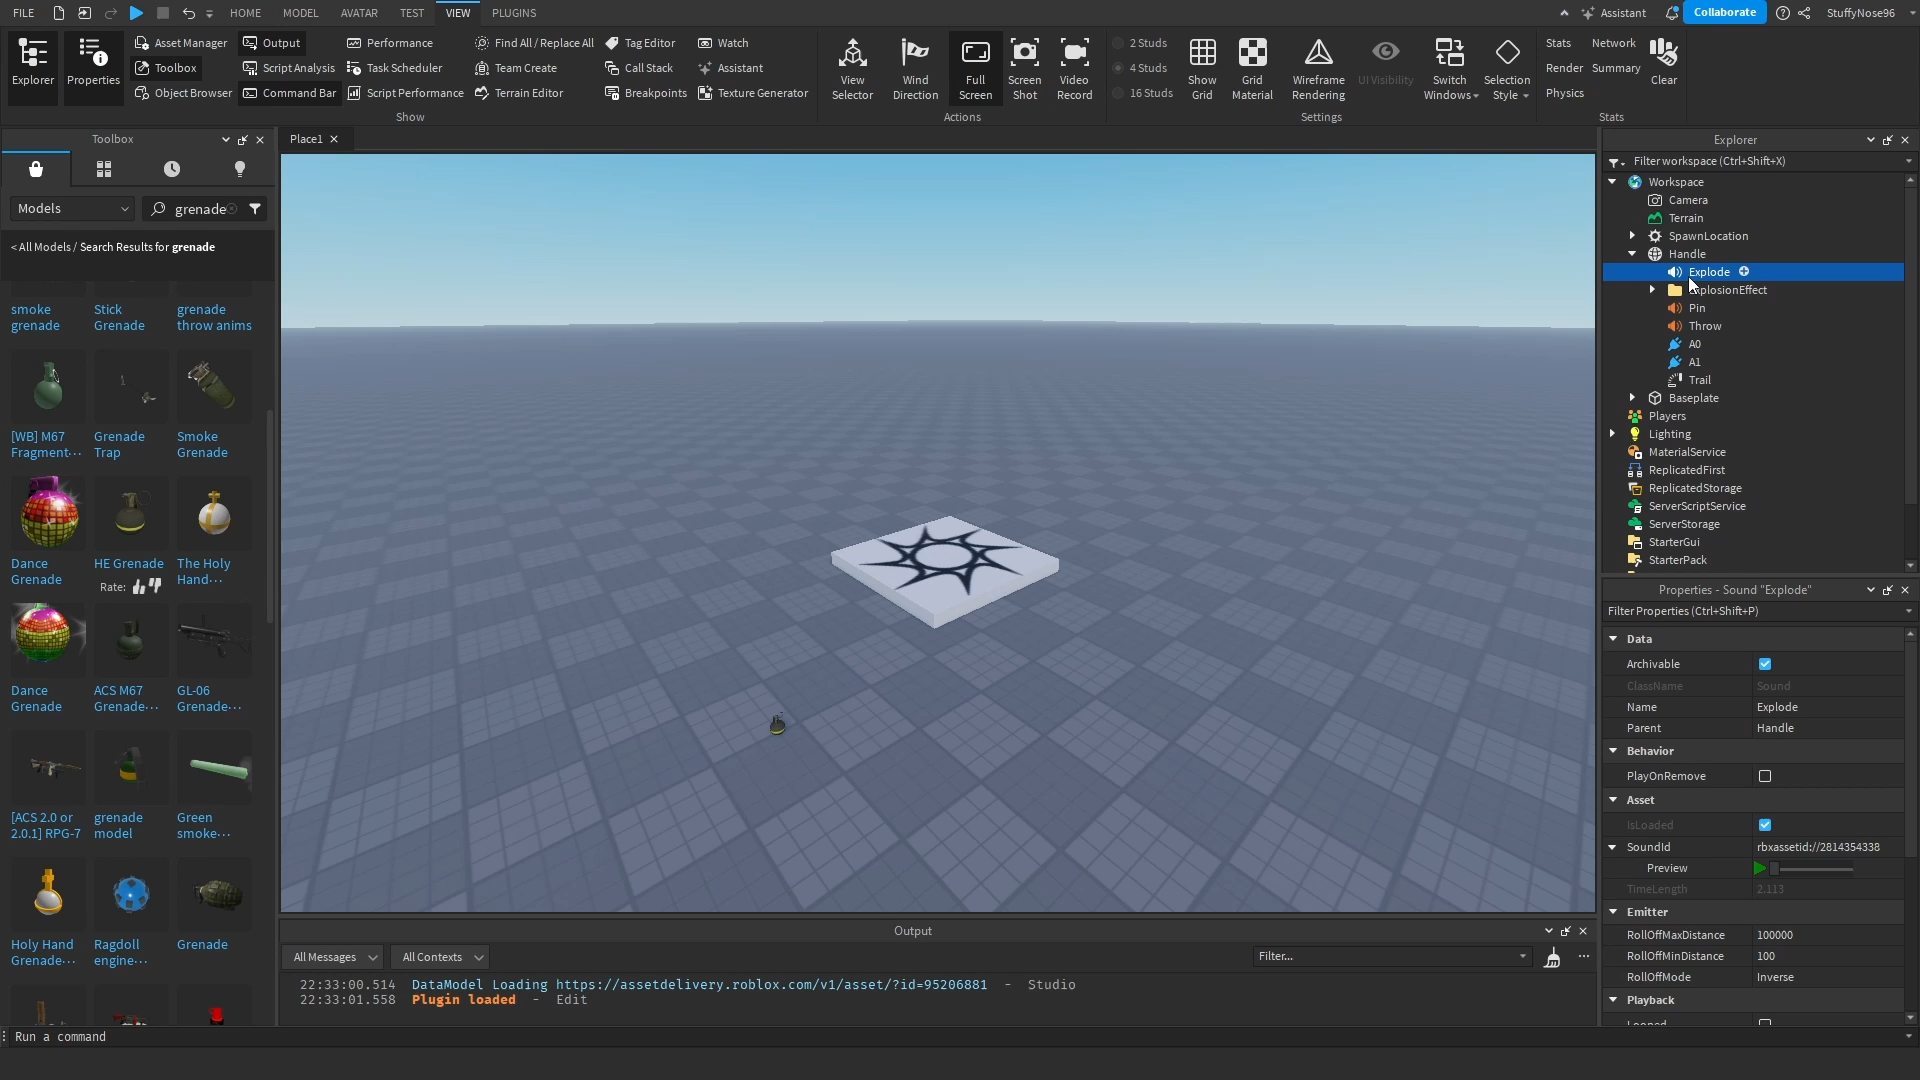 FILE HOME MODEL AVATAR TEST VIEW PLUGINS Assistant Collaborate StuffyNose96
Explorer Properties
Asset Manager Output Performance Find All / Replace All Tag Editor Watch
Toolbox Script Analysis Task Scheduler Team Create Call Stack Assistant
Object Browser Command Bar Script Performance Terrain Editor Breakpoints Texture Generator
Show
View Selector Wind Direction Full Screen Screen Shot Video Record
Actions
2 Studs
4 Studs
16 Studs
Show Grid Grid Material Wireframe Rendering UI Visibility Switch Windows Selection Style
Settings
Stats Network
Render Summary
Physics
Clear
Stats
Toolbox
Models grenade
< All Models / Search Results for grenade
smoke grenade
Stick Grenade
grenade throw anims
[WB] M67 Fragment···
Grenade Trap
Smoke Grenade
Dance Grenade
HE Grenade
Rate:
The Holy Hand···
Dance Grenade
ACS M67 Grenade···
GL-06 Grenade···
[ACS 2.0 or 2.0.1] RPG-7
grenade model
Green smoke···
Holy Hand Grenade···
Ragdoll engine···
Grenade
Place1
Output
All Messages All Contexts Filter...
22:33:00.514 DataModel Loading https://assetdelivery.roblox.com/v1/asset/?id=95206881 - Studio
22:33:01.558 Plugin loaded - Edit
Run a command
Explorer
Filter workspace (Ctrl+Shift+X)
Workspace
Camera
Terrain
SpawnLocation
Handle
Explode
Pin
Throw
A0
A1
Trail
Baseplate
Players
Lighting
MaterialService
ReplicatedFirst
ReplicatedStorage
ServerScriptService
ServerStorage
StarterGui
StarterPack
Properties - Sound "Explode"
Filter Properties (Ctrl+Shift+P)
Data
Archivable
ClassName Sound
Name Explode
Parent Handle
Behavior
PlayOnRemove
Asset
IsLoaded
SoundId rbxassetid://2814354338
Preview
TimeLength 2.113
Emitter
RollOffMaxDistance 100000
RollOffMinDistance 100
RollOffMode Inverse
Playback